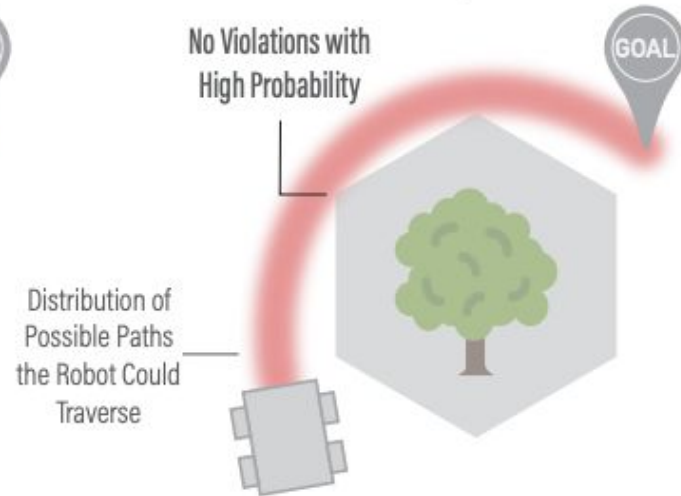 No Violations with
High Probability
GOAL
Distribution of
Possible Paths
the Robot Could
Traverse